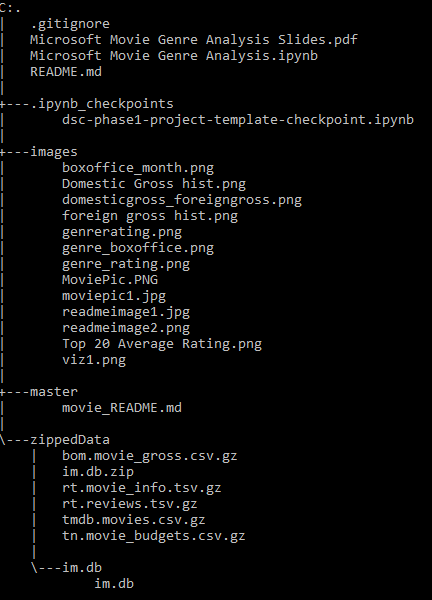 C:.
|   .gitignore
|   Microsoft Movie Genre Analysis Slides.pdf
|   Microsoft Movie Genre Analysis.ipynb
|   README.md
|
+---.ipynb_checkpoints
|       dsc-phase1-project-template-checkpoint.ipynb
|
+---images
|       boxoffice_month.png
|       Domestic Gross hist.png
|       domesticgross_foreigngross.png
|       foreign gross hist.png
|       genrerating.png
|       genre_boxoffice.png
|       genre_rating.png
|       MoviePic.PNG
|       moviepic1.jpg
|       readmeimage1.jpg
|       readmeimage2.png
|       Top 20 Average Rating.png
|       viz1.png
|
+---master
|       movie_README.md
|
\---zippedData
    |   bom.movie_gross.csv.gz
    |   im.db.zip
    |   rt.movie_info.tsv.gz
    |   rt.reviews.tsv.gz
    |   tmdb.movies.csv.gz
    |   tn.movie_budgets.csv.gz
    |
    \---im.db
            im.db